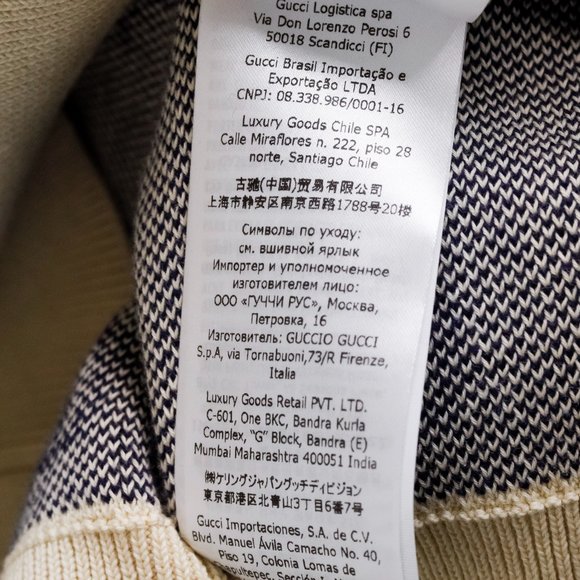 Gucci Logistica spa
Via Don Lorenzo Perosi 6
50018 Scandicci (FI)
Gucci Brasil Importação e
Exportação LTDA
CNPJ: 08.338.986/0001-16
Luxury Goods Chile SPA
Calle Miraflores n. 222, piso 28
norte, Santiago Chile
古驰(中国)贸易有限公司
上海市静安区南京西路1788号20楼
Символы по уходу:
см. вшивной ярлык
Импортер и уполномоченное
изготовителем лицо:
ООО «ГУЧЧИ РУС», Москва,
Петровка, 16
Изготовитель: GUCCIO GUCCI
S.p.A, via Tornabuoni,73/R Firenze,
Italia
Luxury Goods Retail PVT. LTD.
C-601, One BKC, Bandra Kurla
Complex, "G" Block, Bandra (E)
Mumbai Maharashtra 400051 India
㈱ケリングジャパングッチディビジョン
東京都港区北青山3丁目6番7号
Gucci Importaciones, S.A. de C.V.
Blvd. Manuel Ávila Camacho No. 40,
Piso 19, Colonia Lomas de
Chapultepec, Sección